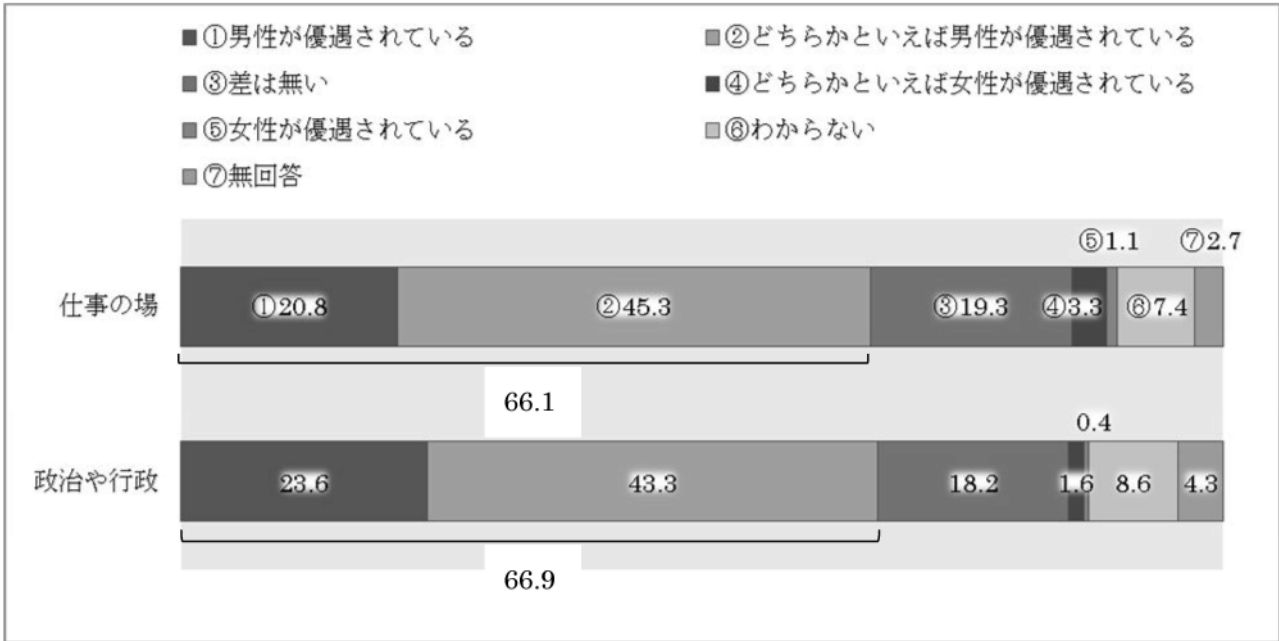 ■①男性が優遇されている ■②どちらかといえば男性が優遇されている
■③差は無い ■④どちらかといえば女性が優遇されている
■⑤女性が優遇されている ■⑥わからない
■⑦無回答
⑤1.1 ⑦2.7
仕事の場 ①20.8 ②45.3 ③19.3 ④3.3 ⑥7.4
66.1
0.4
政治や行政 23.6 43.3 18.2 1.6 8.6 4.3
66.9